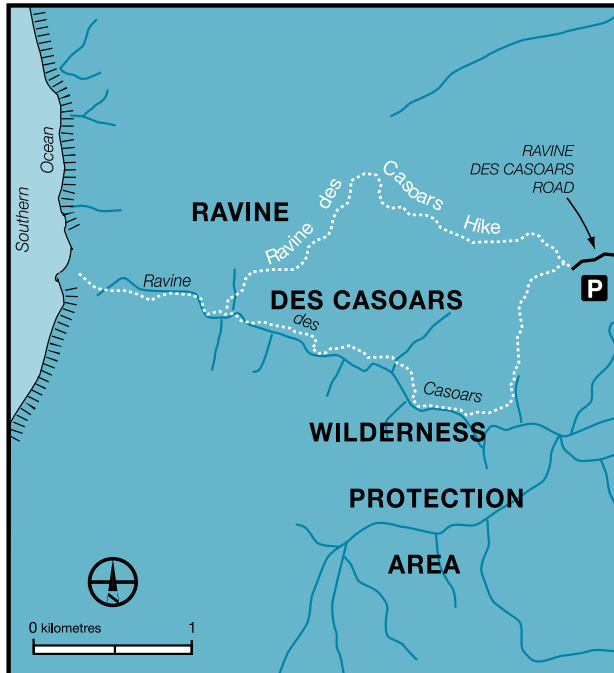 RAVINE
DES CASOARS
ROAD
Southern Ocean
RAVINE
Ravine des Casoars Hike
P
Ravine des Casoars
DES CASOARS
WILDERNESS
PROTECTION
AREA
N
0 kilometres 1